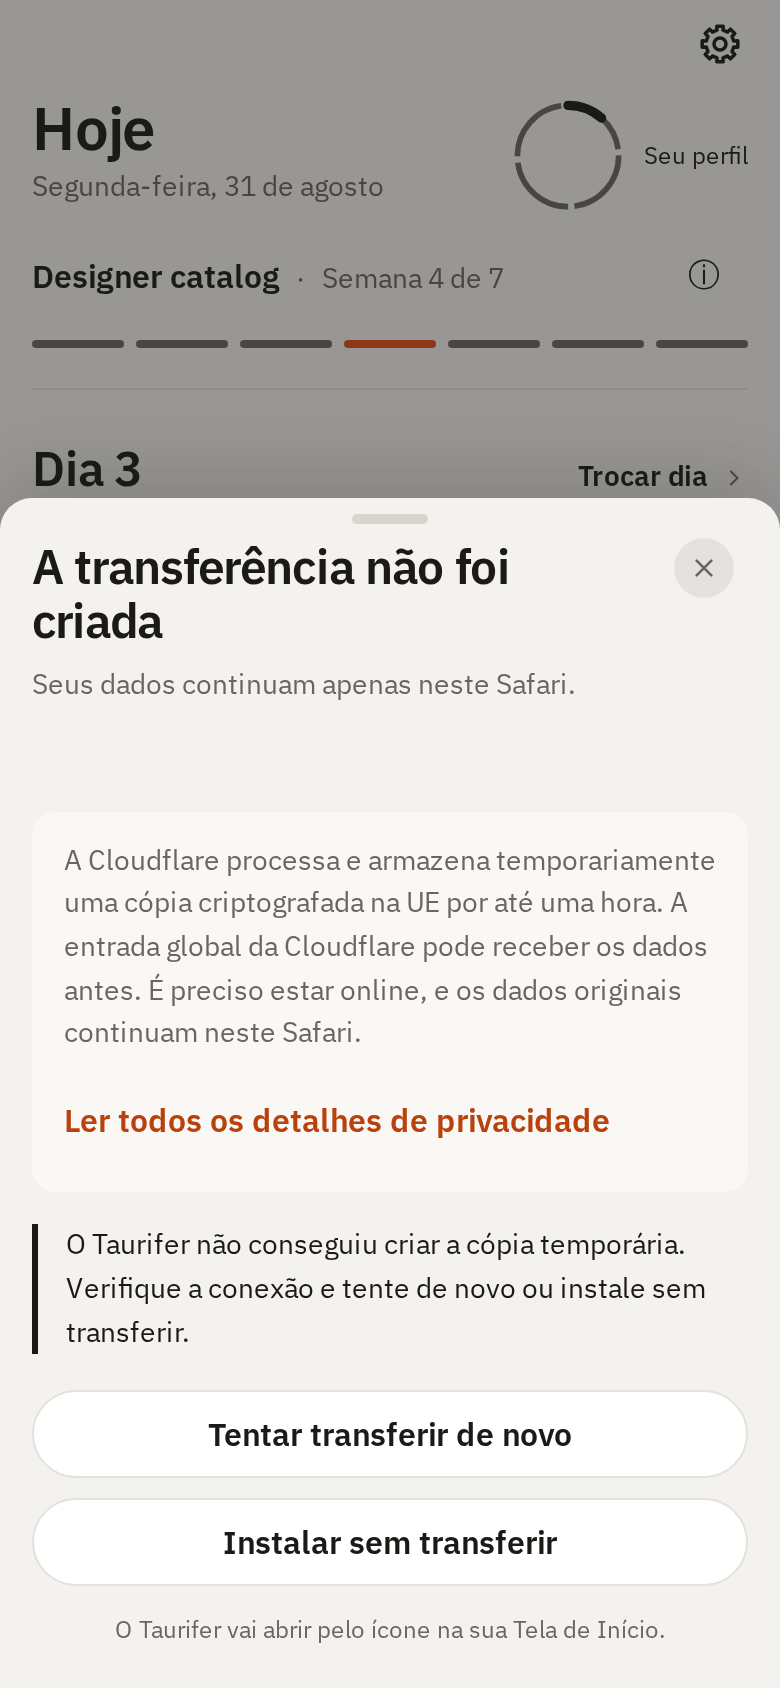 Hoje
Seu perfil
Segunda-feira, 31 de agosto
Designer catalog · Semana 4 de 7
Dia 3
Trocar dia
A transferência não foi
criada
Seus dados continuam apenas neste Safari.
A Cloudflare processa e armazena temporariamente
uma cópia criptografada na UE por até uma hora. A
entrada global da Cloudflare pode receber os dados
antes. É preciso estar online, e os dados originais
continuam neste Safari.
Ler todos os detalhes de privacidade
O Taurifer não conseguiu criar a cópia temporária.
Verifique a conexão e tente de novo ou instale sem
transferir.
Tentar transferir de novo
Instalar sem transferir
O Taurifer vai abrir pelo ícone na sua Tela de Início.